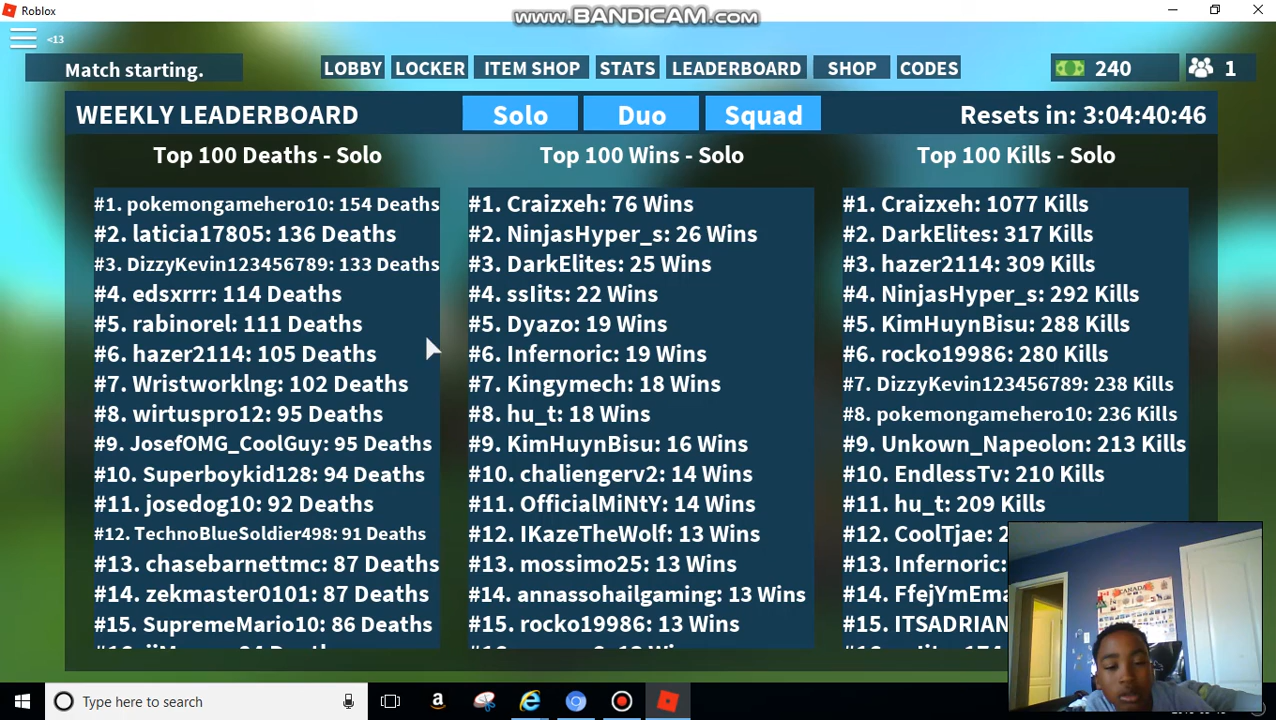 Roblox
www.BANDICAM.com
<13
Match starting.
LOBBY LOCKER ITEM SHOP STATS LEADERBOARD SHOP CODES
240
1
WEEKLY LEADERBOARD
Solo Duo Squad
Resets in: 3:04:40:46
Top 100 Deaths - Solo
#1. pokemongamehero10: 154 Deaths
#2. laticia17805: 136 Deaths
#3. DizzyKevin123456789: 133 Deaths
#4. edsxrrr: 114 Deaths
#5. rabinorel: 111 Deaths
#6. hazer2114: 105 Deaths
#7. Wristworklng: 102 Deaths
#8. wirtuspro12: 95 Deaths
#9. JosefOMG_CoolGuy: 95 Deaths
#10. Superboykid128: 94 Deaths
#11. josedog10: 92 Deaths
#12. TechnoBlueSoldier498: 91 Deaths
#13. chasebarnettmc: 87 Deaths
#14. zekmaster0101: 87 Deaths
#15. SupremeMario10: 86 Deaths
Top 100 Wins - Solo
#1. Craizxeh: 76 Wins
#2. NinjasHyper_s: 26 Wins
#3. DarkElites: 25 Wins
#4. ssIits: 22 Wins
#5. Dyazo: 19 Wins
#6. Infernoric: 19 Wins
#7. Kingymech: 18 Wins
#8. hu_t: 18 Wins
#9. KimHuynBisu: 16 Wins
#10. chaliengerv2: 14 Wins
#11. OfficialMiNtY: 14 Wins
#12. IKazeTheWolf: 13 Wins
#13. mossimo25: 13 Wins
#14. annassohailgaming: 13 Wins
#15. rocko19986: 13 Wins
Top 100 Kills - Solo
#1. Craizxeh: 1077 Kills
#2. DarkElites: 317 Kills
#3. hazer2114: 309 Kills
#4. NinjasHyper_s: 292 Kills
#5. KimHuynBisu: 288 Kills
#6. rocko19986: 280 Kills
#7. DizzyKevin123456789: 238 Kills
#8. pokemongamehero10: 236 Kills
#9. Unkown_Napeolon: 213 Kills
#10. EndlessTv: 210 Kills
#11. hu_t: 209 Kills
#12. CoolTjae: 2
#13. Infernoric:
#14. FfejYmEma
#15. ITSADRIAN
CANADA
Type here to search